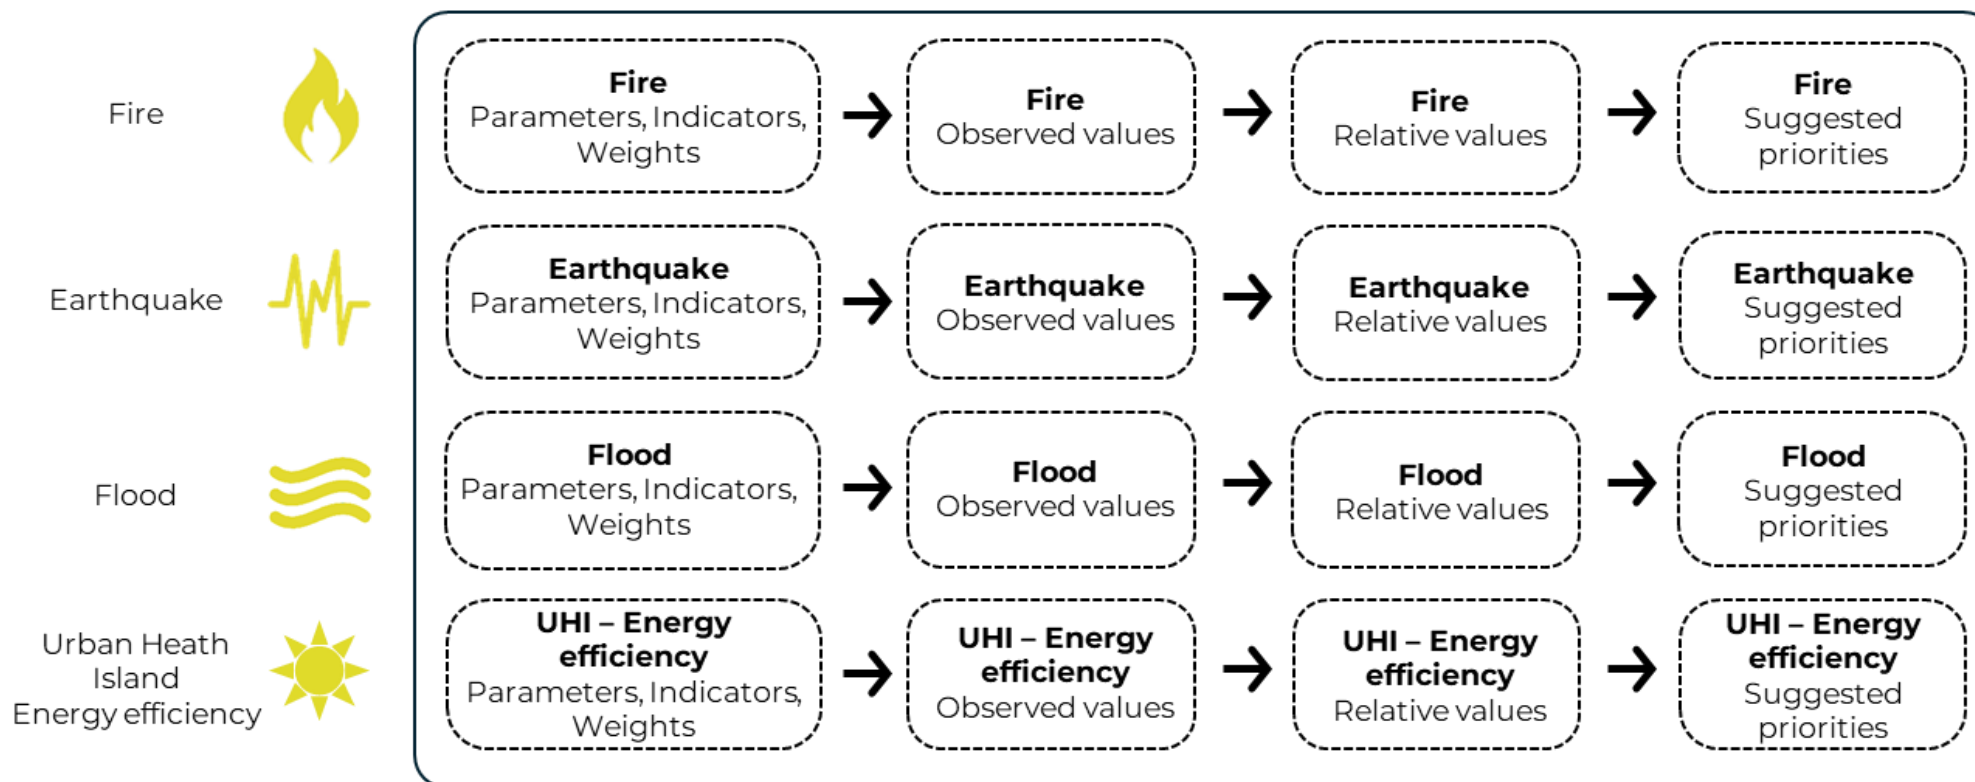 Fire
Fire
Parameters, Indicators,
Weights
Fire
Observed values
Fire
Relative values
Fire
Suggested
priorities
Earthquake
Earthquake
Parameters, Indicators,
Weights
Earthquake
Observed values
Earthquake
Relative values
Earthquake
Suggested
priorities
Flood
Flood
Parameters, Indicators,
Weights
Flood
Observed values
Flood
Relative values
Flood
Suggested
priorities
Urban Heath
Island
Energy efficiency
UHI – Energy
efficiency
Parameters, Indicators,
Weights
UHI – Energy
efficiency
Observed values
UHI – Energy
efficiency
Relative values
UHI – Energy
efficiency
Suggested
priorities